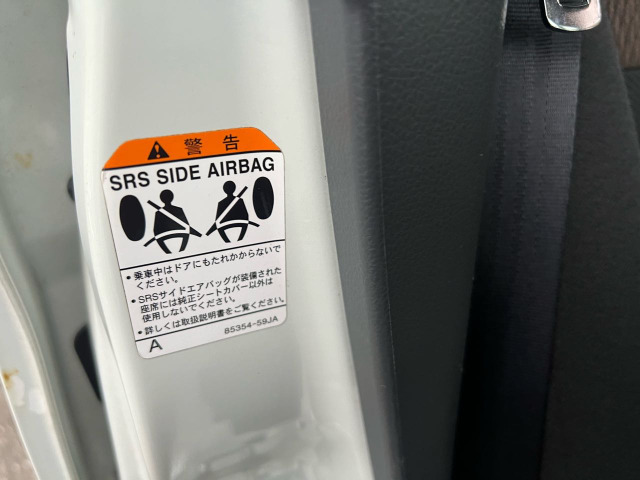 警告
SRS SIDE AIRBAG
•乗車中はドアにもたれかからないで
ください。
•SRSサイドエアバッグが装備された
座席には純正シートカバー以外は
使用しないでください。
•詳しくは取扱説明書をご覧ください。
A 85354-59JA